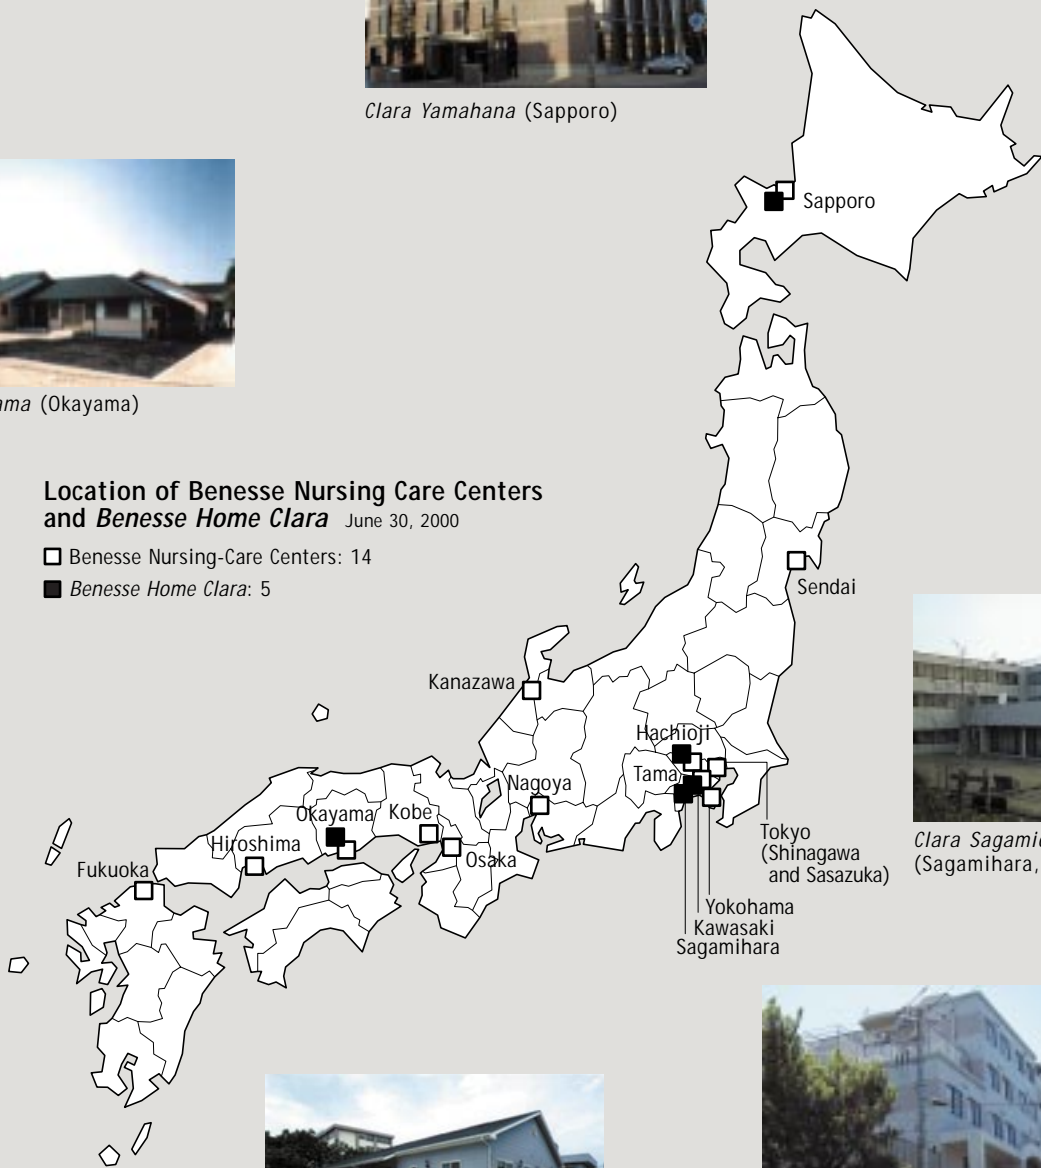 Clara Yamahana (Sapporo)
Sapporo
(Okayama)
Location of Benesse Nursing Care Centers
and Benesse Home Clara June 30, 2000
Benesse Nursing-Care Centers: 14
Benesse Home Clara: 5
Sendai
Kanazawa
Hachioji
Tama
Nagoya
Okayama
Kobe
Hiroshima
Osaka
Fukuoka
Tokyo
(Shinagawa
and Sasazuka)
Clara
(Sagamihara,
Yokohama
Kawasaki
Sagamihara